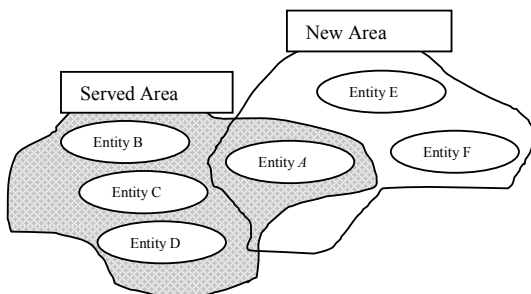 New Area
Served Area
Entity E
Entity B
Entity A
Entity F
Entity C
Entity D